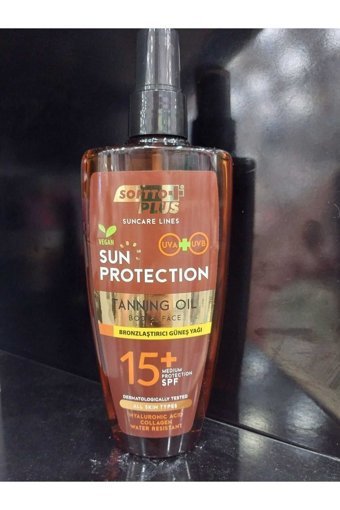 PLUS
SUNCARE LINES
VEGAN
UVA + UVB
SUN
PROTECTION
TANNING OIL
BODY & FACE
BRONZLAŞTIRICI GÜNEŞ YAĞI
15+
MEDIUM
PROTECTION
SPF
DERMATOLOGICALLY TESTED
ALL SKIN TYPES
HYALURONIC ACID
COLLAGEN
WATER RESISTANT